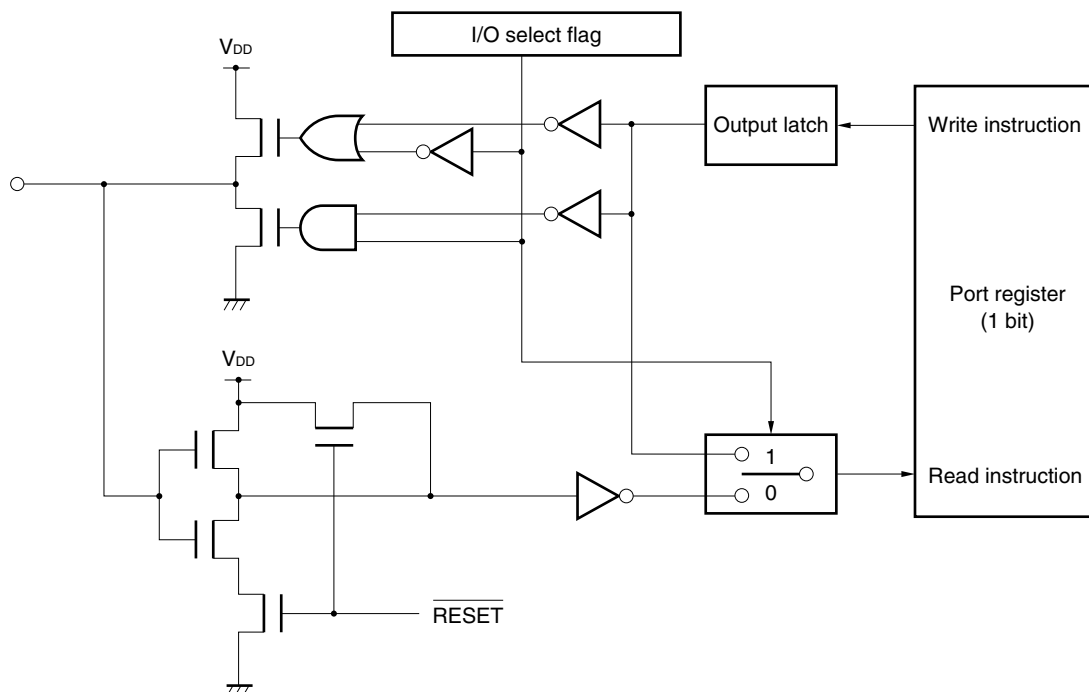 I/O select flag
VDD
Output latch
Write instruction
Port register
(1 bit)
VDD
1
0
Read instruction
RESET